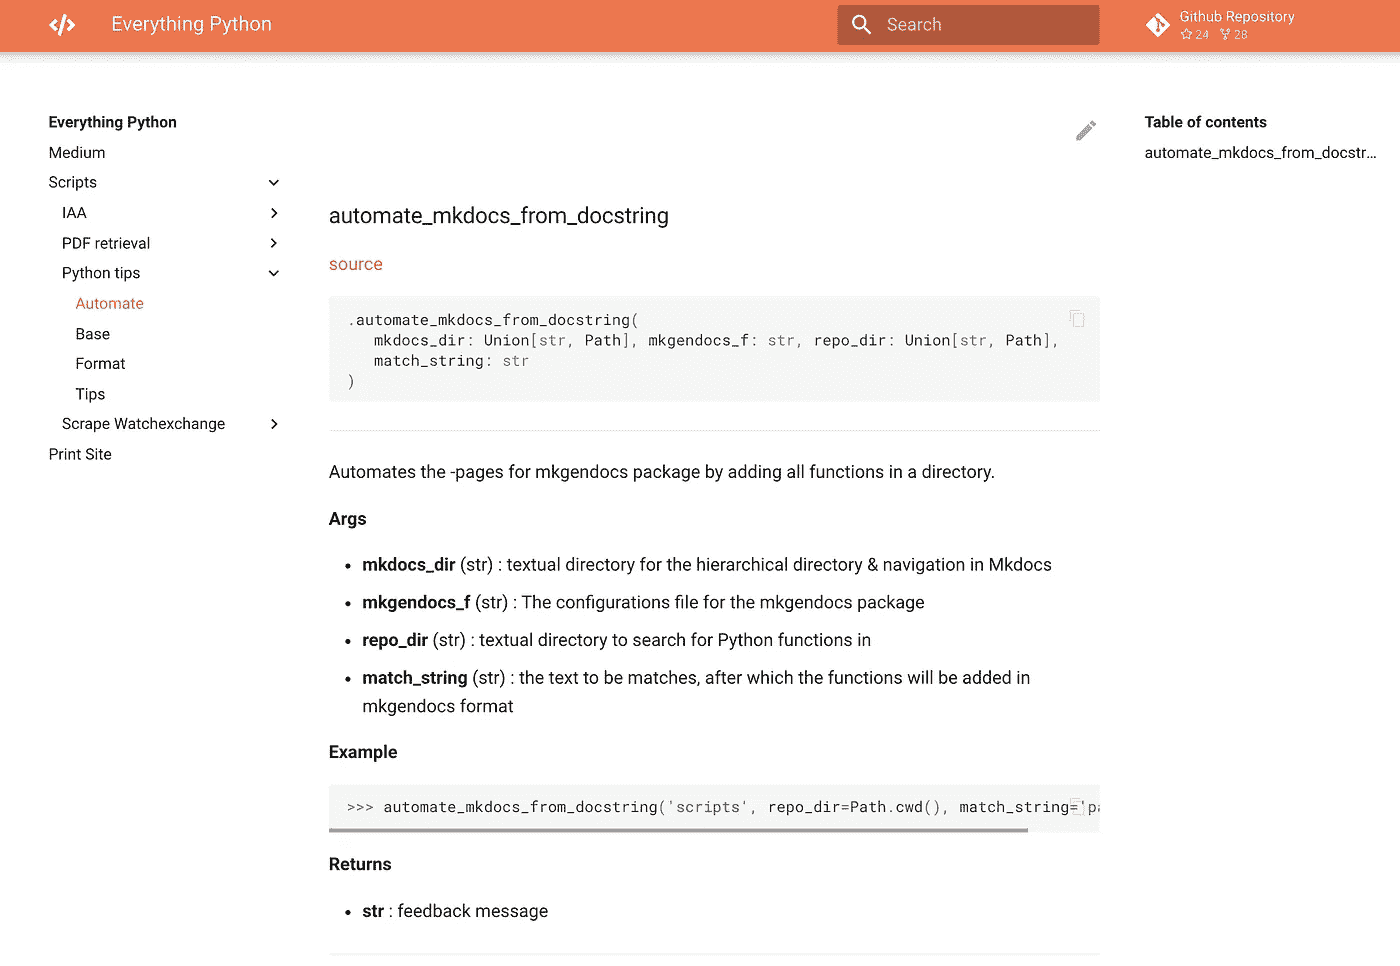 Everything Python
Search
Github Repository
24 28
Everything Python
Medium
Scripts
IAA
PDF retrieval
Python tips
Automate
Base
Format
Tips
Scrape Watchexchange
Print Site
automate_mkdocs_from_docstring
source
.automate_mkdocs_from_docstring(
mkdocs_dir: Union[str, Path], mkgendocs_f: str, repo_dir: Union[str, Path],
match_string: str
)
Automates the -pages for mkgendocs package by adding all functions in a directory.
Args
• mkdocs_dir (str) : textual directory for the hierarchical directory & navigation in Mkdocs
• mkgendocs_f (str) : The configurations file for the mkgendocs package
• repo_dir (str) : textual directory to search for Python functions in
• match_string (str) : the text to be matches, after which the functions will be added in
mkgendocs format
Example
>>> automate_mkdocs_from_docstring('scripts', repo_dir=Path.cwd(), match_string='pa
Returns
• str : feedback message
Table of contents
automate_mkdocs_from_docstr...